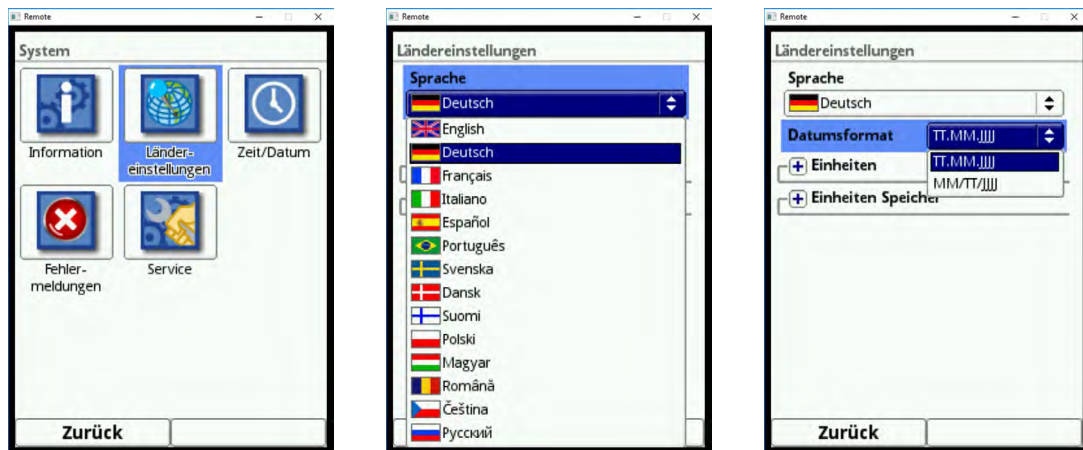 Remote
System
Information
Länder-
einstellungen
Zeit/Datum
Fehler-
meldungen
Service
Zurück
Remote
Ländereinstellungen
Sprache
Deutsch
English
Deutsch
Français
Italiano
Español
Português
Svenska
Dansk
Suomi
Polski
Magyar
Română
Čeština
Русский
Remote
Ländereinstellungen
Sprache
Deutsch
Datumsformat TT.MM.JJJJ
TT.MM.JJJJ
Einheiten
MM/TT/JJJJ
Einheiten Speicher
Zurück